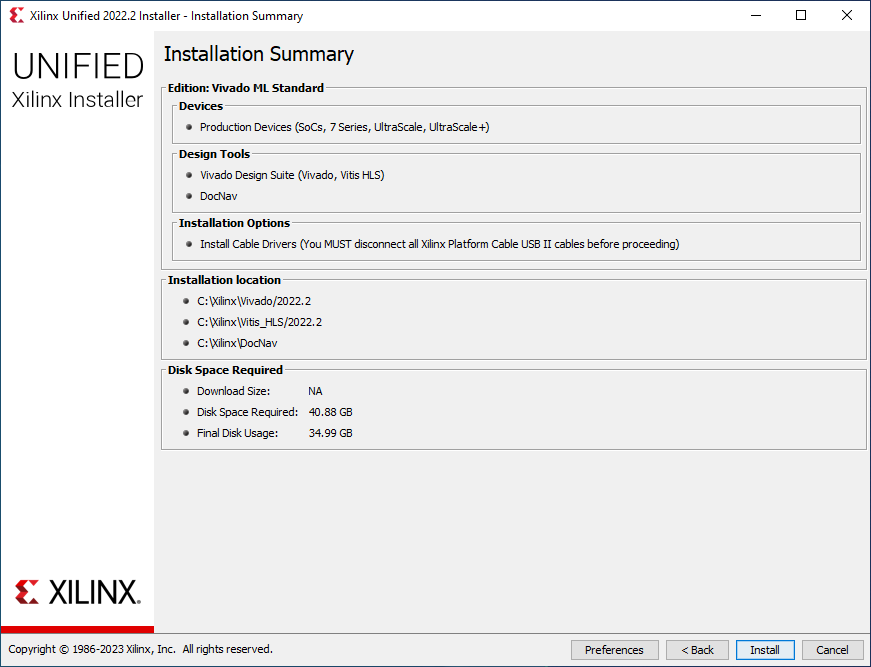 Xilinx Unified 2022.2 Installer - Installation Summary
UNIFIED
Xilinx Installer
Installation Summary
Edition: Vivado ML Standard
Devices
Production Devices (SoCs, 7 Series, UltraScale, UltraScale+)
Design Tools
Vivado Design Suite (Vivado, Vitis HLS)
DocNav
Installation Options
Install Cable Drivers (You MUST disconnect all Xilinx Platform Cable USB II cables before proceeding)
Installation location
C:\Xilinx\Vivado/2022.2
C:\Xilinx\Vitis_HLS/2022.2
C:\Xilinx\DocNav
Disk Space Required
Download Size: NA
Disk Space Required: 40.88 GB
Final Disk Usage: 34.99 GB
XILINX.
Copyright © 1986-2023 Xilinx, Inc. All rights reserved.
Preferences < Back Install Cancel